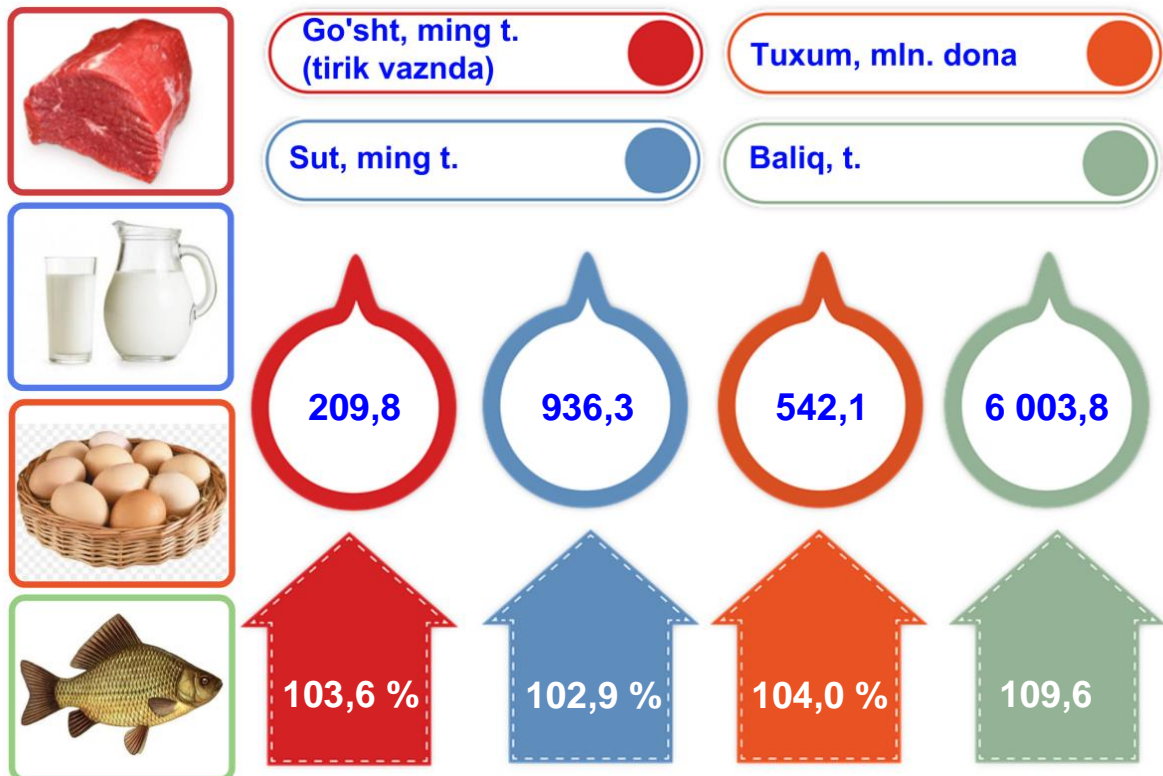 Go'sht, ming t.
(tirik vaznda)
Tuxum, mln. dona
Sut, ming t.
Baliq, t.
209,8
936,3
542,1
6 003,8
103,6 %
102,9 %
104,0 %
109,6